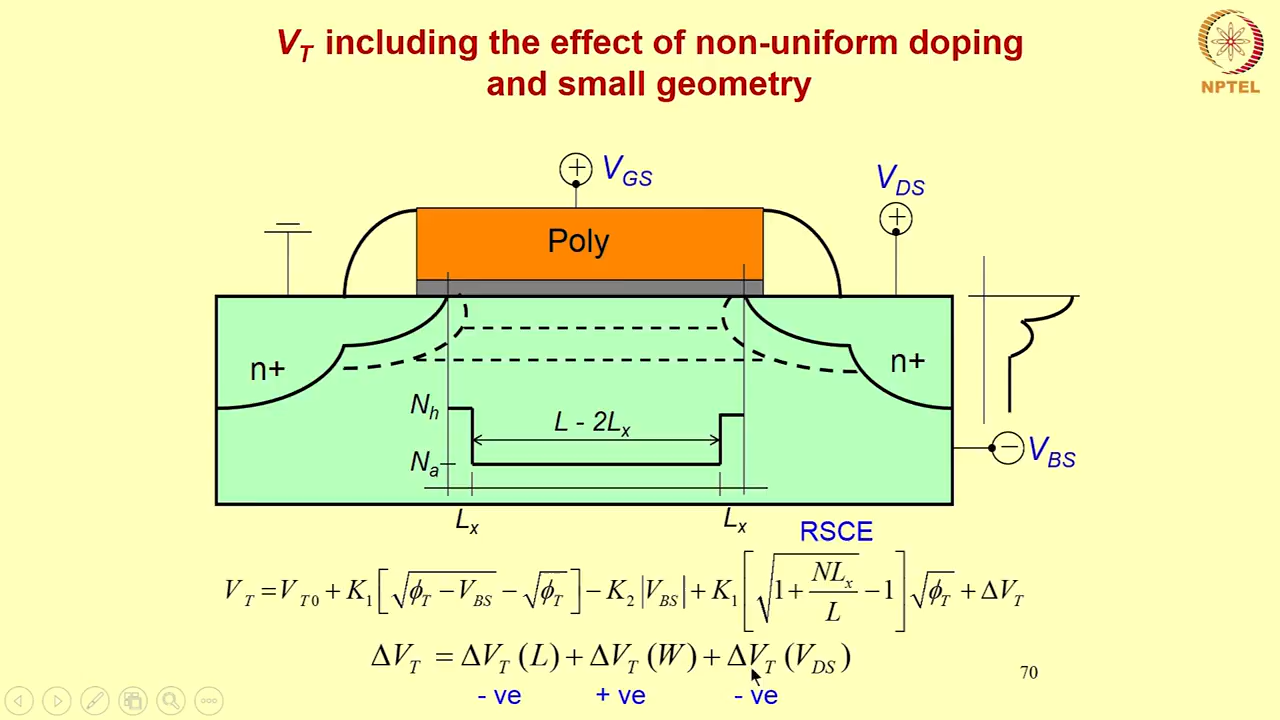 V_T including the effect of non-uniform doping
and small geometry
NPTEL
V_GS
V_DS
Poly
n+
n+
N_h
L - 2L_x
N_a
V_BS
L_x
L_x
RSCE
V_T = V_T0 + K_1[√(ϕ_T − V_BS) − √ϕ_T] − K_2|V_BS| + K_1[√(1 + NL_x/L) − 1]√ϕ_T + ΔV_T
ΔV_T = ΔV_T(L) + ΔV_T(W) + ΔV_T(V_DS)
- ve + ve - ve
70